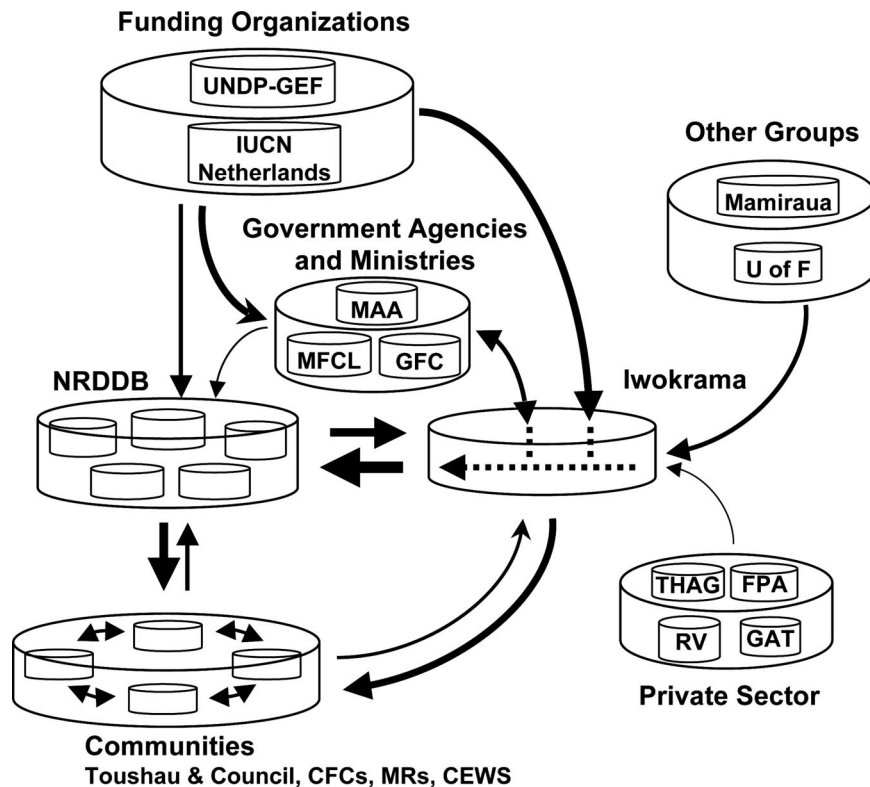 Funding Organizations
UNDP-GEF
IUCN
Netherlands
Other Groups
Mamiraua
U of F
Government Agencies
and Ministries
MAA
MFCL
GFC
NRDDB
Iwokrama
THAG
FPA
RV
GAT
Private Sector
Communities
Toushau & Council, CFCs, MRs, CEWS